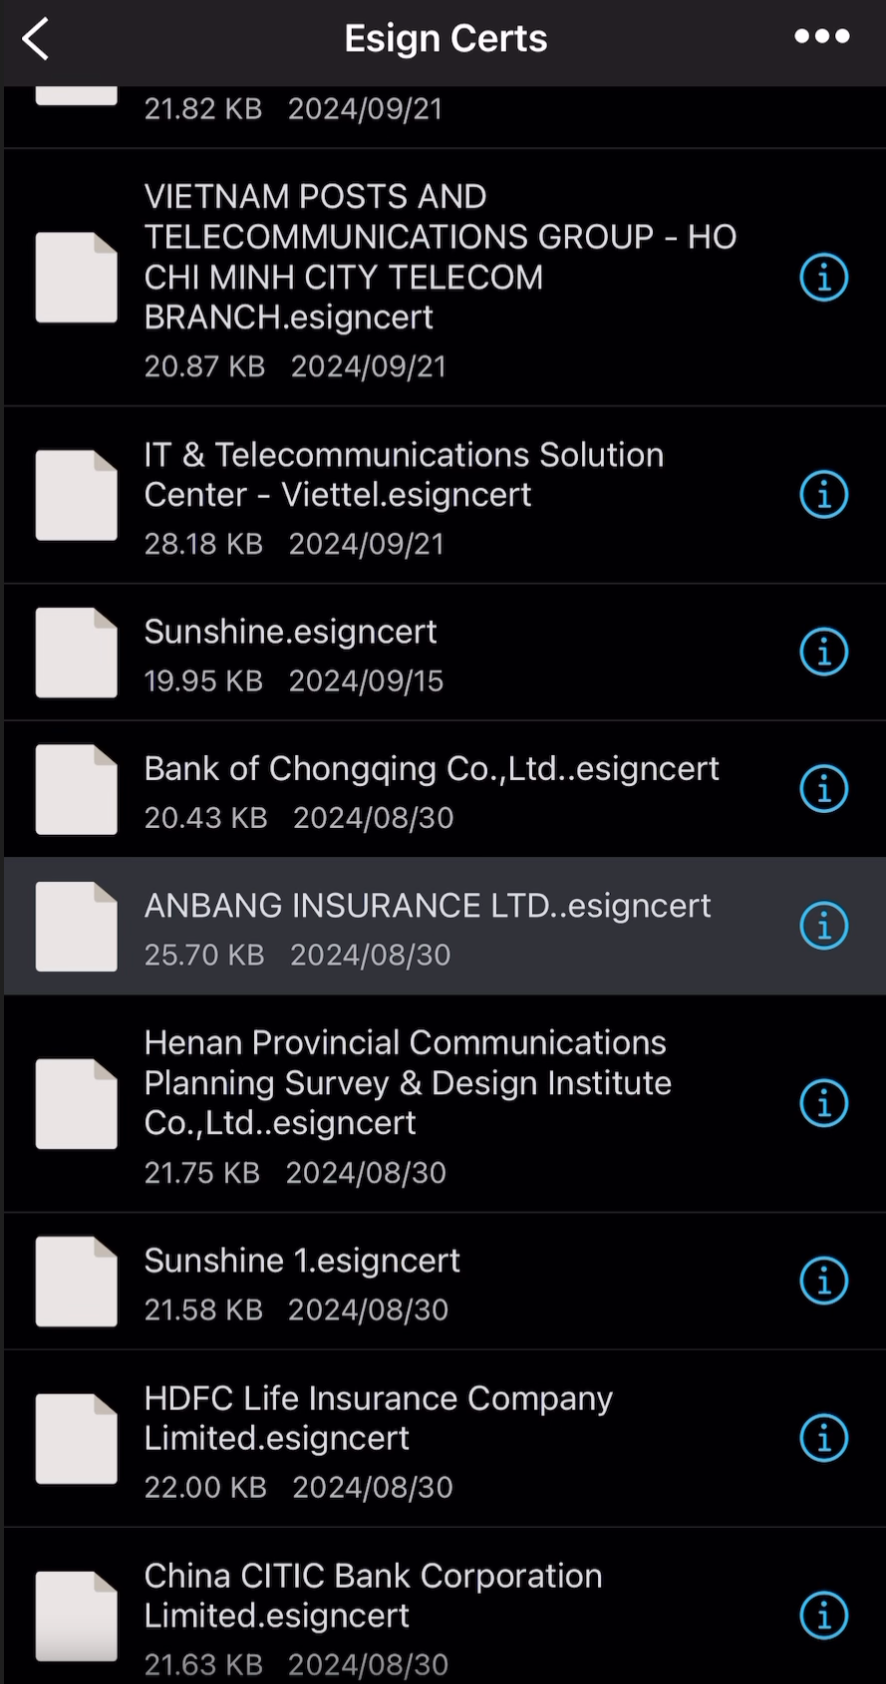 Esign Certs
21.82 KB 2024/09/21
VIETNAM POSTS AND
TELECOMMUNICATIONS GROUP - HO
CHI MINH CITY TELECOM
BRANCH.esigncert
20.87 KB 2024/09/21
IT & Telecommunications Solution
Center - Viettel.esigncert
28.18 KB 2024/09/21
Sunshine.esigncert
19.95 KB 2024/09/15
Bank of Chongqing Co.,Ltd..esigncert
20.43 KB 2024/08/30
ANBANG INSURANCE LTD..esigncert
25.70 KB 2024/08/30
Henan Provincial Communications
Planning Survey & Design Institute
Co.,Ltd..esigncert
21.75 KB 2024/08/30
Sunshine 1.esigncert
21.58 KB 2024/08/30
HDFC Life Insurance Company
Limited.esigncert
22.00 KB 2024/08/30
China CITIC Bank Corporation
Limited.esigncert
21.63 KB 2024/08/30